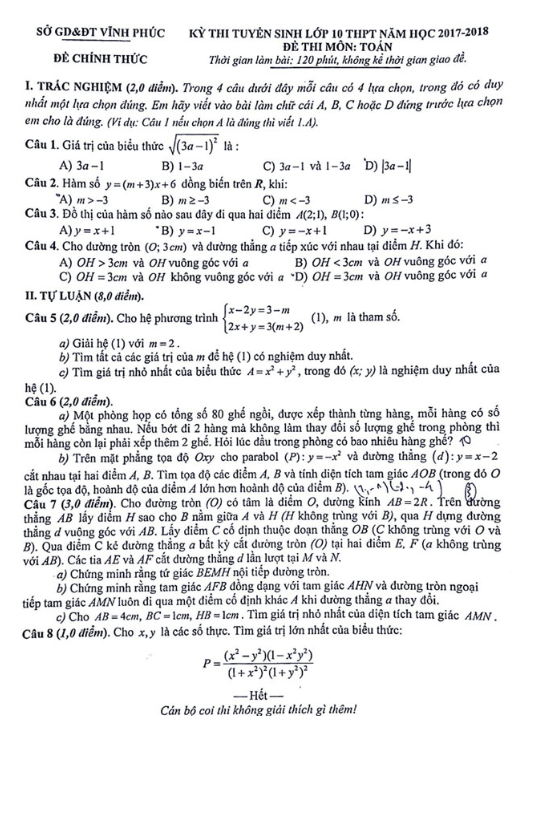 SỞ GD&ĐT VĨNH PHÚC
KỲ THI TUYỂN SINH LỚP 10 THPT NĂM HỌC 2017-2018
ĐỀ THI MÔN: TOÁN
ĐỀ CHÍNH THỨC
Thời gian làm bài: 120 phút, không kể thời gian giao đề.
I. TRẮC NGHIỆM (2,0 điểm). Trong 4 câu dưới đây mỗi câu có 4 lựa chọn, trong đó có duy
nhất một lựa chọn đúng. Em hãy viết vào bài làm chữ cái A, B, C hoặc D đứng trước lựa chọn
em cho là đúng. (Ví dụ: Câu 1 nếu chọn A là đúng thì viết 1.A).
Câu 1. Giá trị của biểu thức √(3a−1)² là :
A) 3a−1 B) 1−3a C) 3a−1 và 1−3a D) |3a−1|
Câu 2. Hàm số y=(m+3)x+6 đồng biến trên R, khi:
A) m>−3 B) m≥−3 C) m<−3 D) m≤−3
Câu 3. Đồ thị của hàm số nào sau đây đi qua hai điểm A(2;1), B(1;0):
A) y=x+1 B) y=x−1 C) y=−x+1 D) y=−x+3
Câu 4. Cho đường tròn (O; 3cm) và đường thẳng a tiếp xúc với nhau tại điểm H. Khi đó:
A) OH > 3cm và OH vuông góc với a B) OH < 3cm và OH vuông góc với a
C) OH = 3cm và OH không vuông góc với a D) OH = 3cm và OH vuông góc với a
II. TỰ LUẬN (8,0 điểm).
Câu 5 (2,0 điểm). Cho hệ phương trình {x−2y=3−m
2x+y=3(m+2) (1), m là tham số.
a) Giải hệ (1) với m=2.
b) Tìm tất cả các giá trị của m để hệ (1) có nghiệm duy nhất.
c) Tìm giá trị nhỏ nhất của biểu thức A=x²+y², trong đó (x; y) là nghiệm duy nhất của
hệ (1).
Câu 6 (2,0 điểm).
a) Một phòng họp có tổng số 80 ghế ngồi, được xếp thành từng hàng, mỗi hàng có số
lượng ghế bằng nhau. Nếu bớt đi 2 hàng mà không làm thay đổi số lượng ghế trong phòng thì
mỗi hàng còn lại phải xếp thêm 2 ghế. Hỏi lúc đầu trong phòng có bao nhiêu hàng ghế? 10
b) Trên mặt phẳng tọa độ Oxy cho parabol (P): y=−x² và đường thẳng (d): y=x−2
cắt nhau tại hai điểm A, B. Tìm tọa độ các điểm A, B và tính diện tích tam giác AOB (trong đó O
là gốc tọa độ, hoành độ của điểm A lớn hơn hoành độ của điểm B).
Câu 7 (3,0 điểm). Cho đường tròn (O) có tâm là điểm O, đường kính AB=2R. Trên đường
thẳng AB lấy điểm H sao cho B nằm giữa A và H (H không trùng với B), qua H dựng đường
thẳng d vuông góc với AB. Lấy điểm C cố định thuộc đoạn thẳng OB (C không trùng với O và
B). Qua điểm C kẻ đường thẳng a bất kỳ cắt đường tròn (O) tại hai điểm E, F (a không trùng
với AB). Các tia AE và AF cắt đường thẳng d lần lượt tại M và N.
a) Chứng minh rằng tứ giác BEMH nội tiếp đường tròn.
b) Chứng minh rằng tam giác AFB đồng dạng với tam giác AHN và đường tròn ngoại
tiếp tam giác AMN luôn đi qua một điểm cố định khác A khi đường thẳng a thay đổi.
c) Cho AB=4cm, BC=1cm, HB=1cm. Tìm giá trị nhỏ nhất của diện tích tam giác AMN.
Câu 8 (1,0 điểm). Cho x, y là các số thực. Tìm giá trị lớn nhất của biểu thức:
P = (x²−y²)(1−x²y²) / (1+x²)²(1+y²)²
---Hết---
Cán bộ coi thi không giải thích gì thêm!